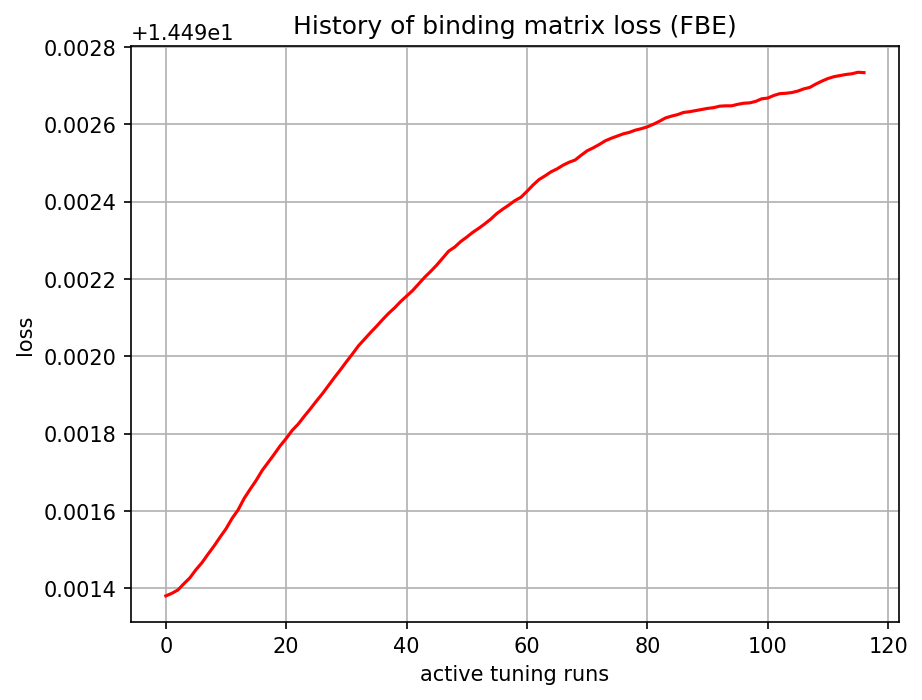 History of binding matrix loss (FBE)
+1.449e1
0.0028
0.0026
0.0024
0.0022
0.0020
0.0018
0.0016
0.0014
loss
0 20 40 60 80 100 120
active tuning runs